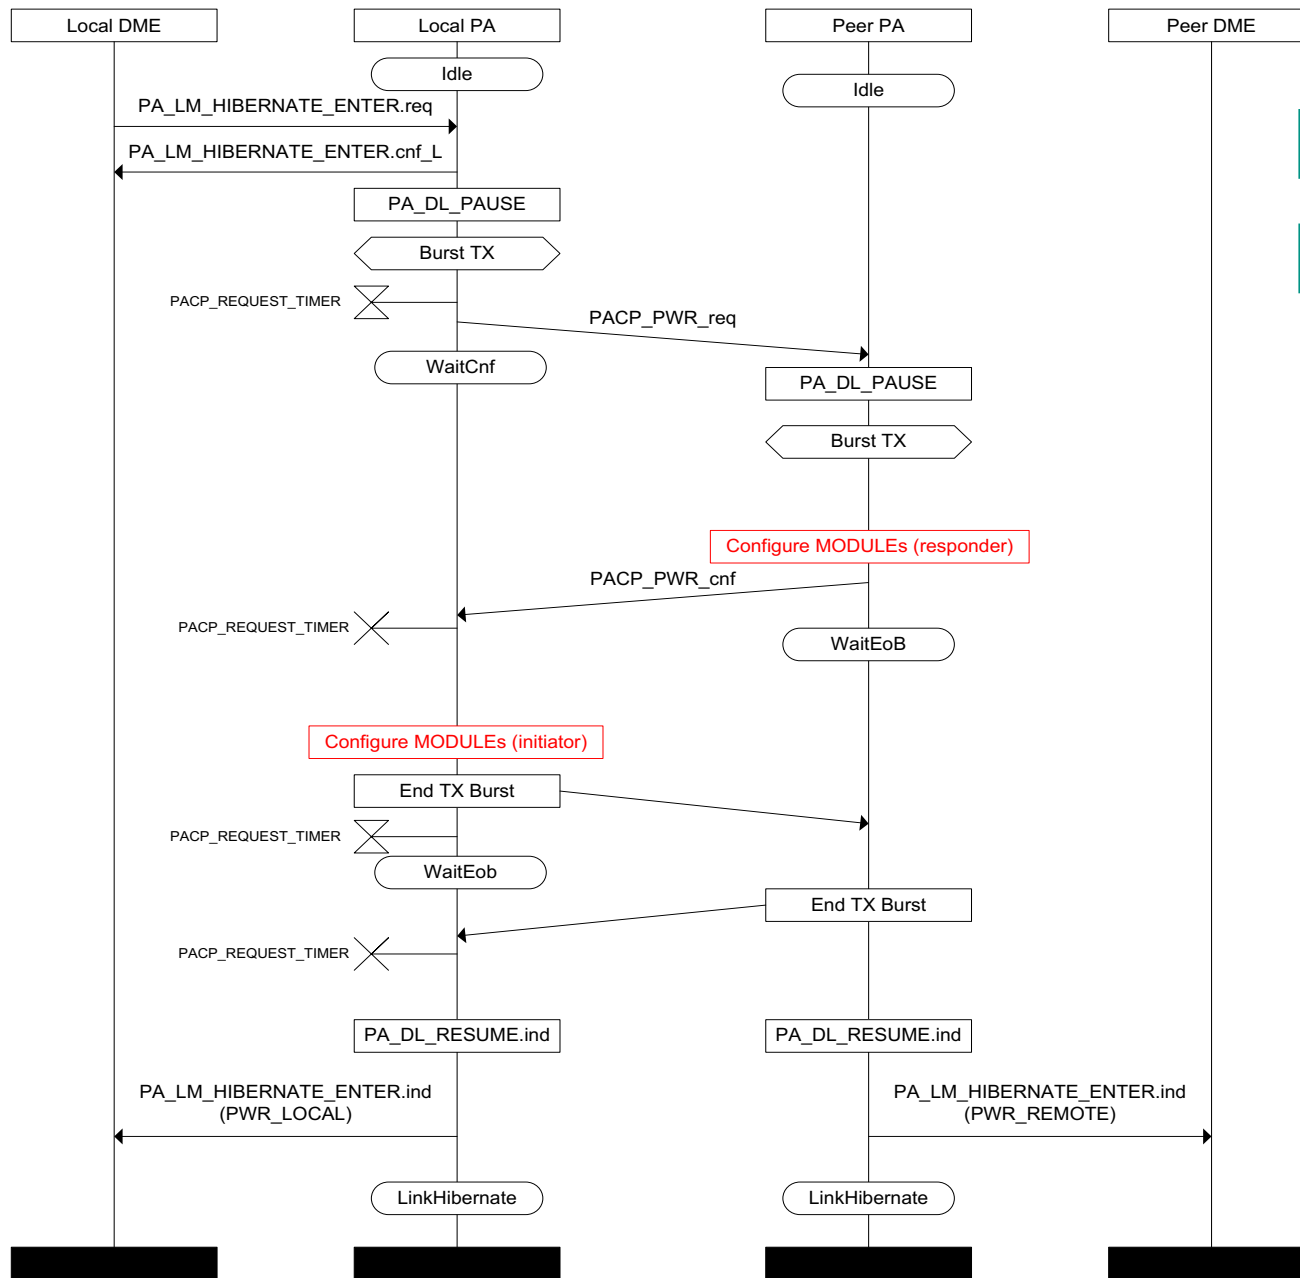 Local DME
Local PA
Peer PA
Peer DME
Idle
Idle
PA_LM_HIBERNATE_ENTER.req
PA_LM_HIBERNATE_ENTER.cnf_L
PA_DL_PAUSE
Burst TX
PACP_REQUEST_TIMER
PACP_PWR_req
WaitCnf
PA_DL_PAUSE
Burst TX
Configure MODULEs (responder)
PACP_PWR_cnf
PACP_REQUEST_TIMER
WaitEoB
Configure MODULEs (initiator)
End TX Burst
PACP_REQUEST_TIMER
WaitEob
End TX Burst
PACP_REQUEST_TIMER
PA_DL_RESUME.ind
PA_DL_RESUME.ind
PA_LM_HIBERNATE_ENTER.ind
(PWR_LOCAL)
PA_LM_HIBERNATE_ENTER.ind
(PWR_REMOTE)
LinkHibernate
LinkHibernate